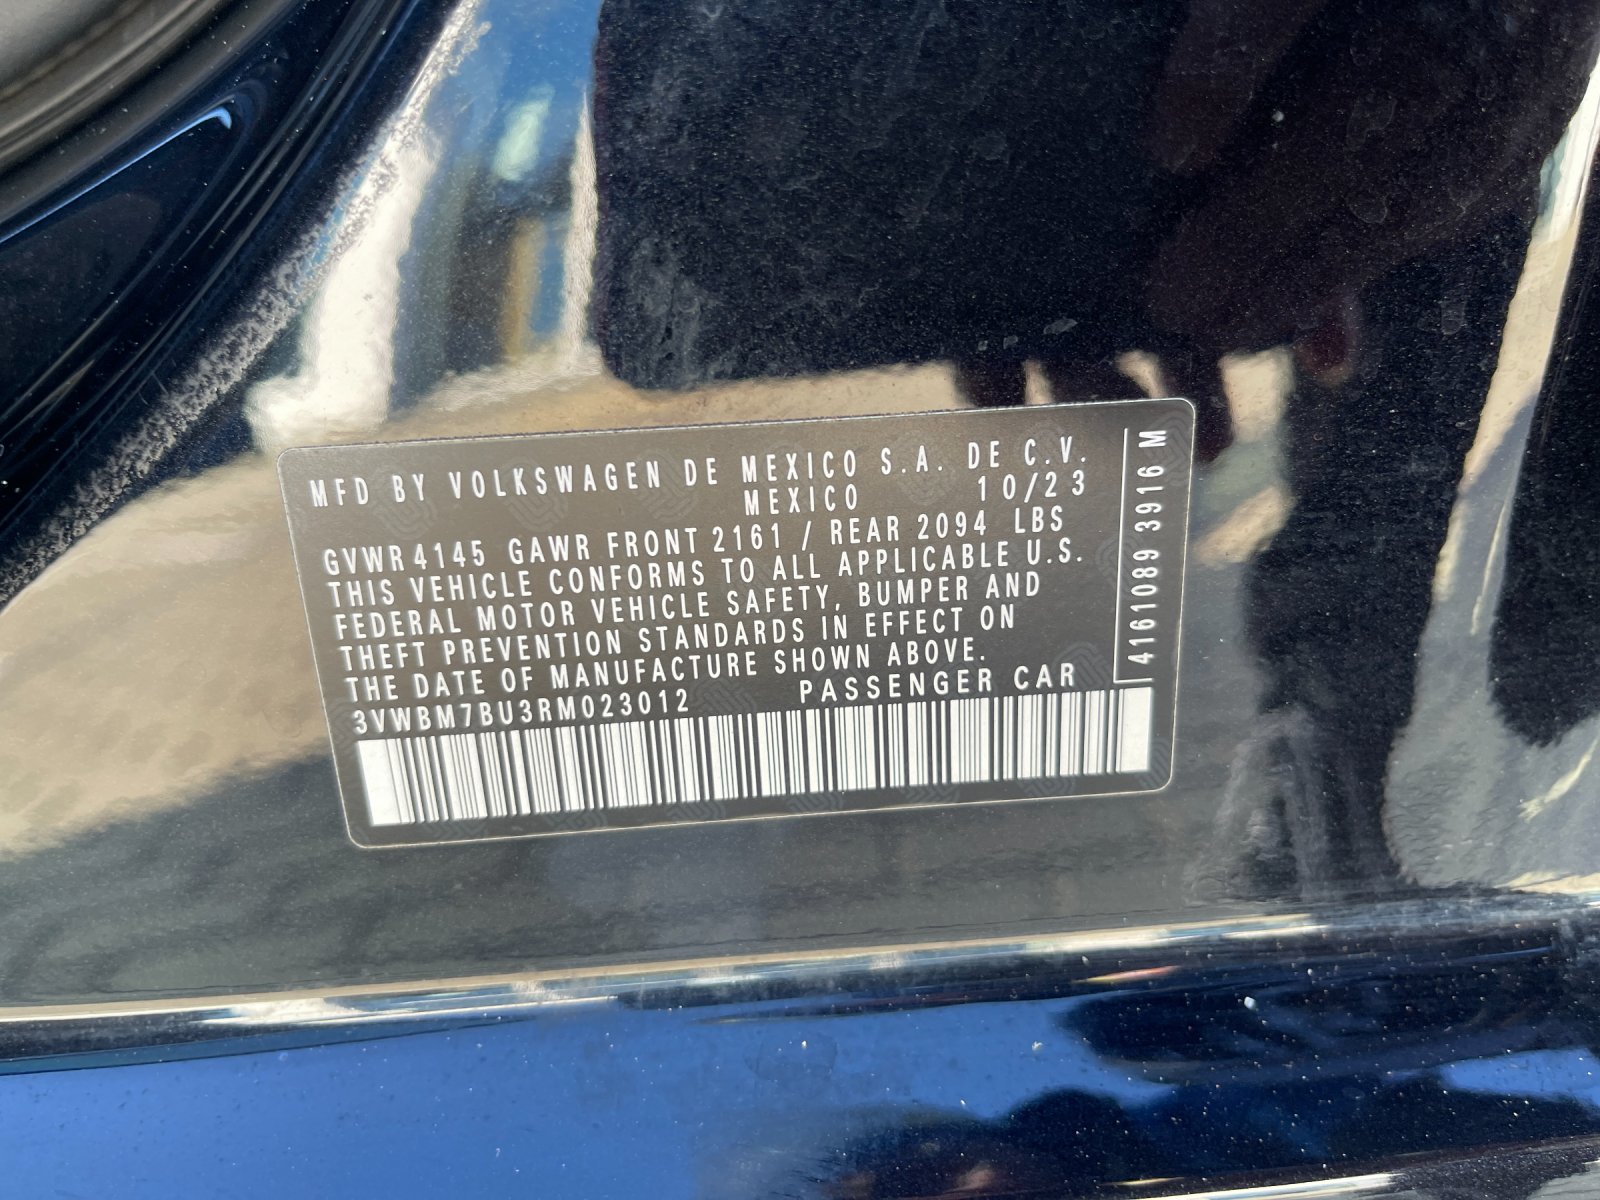 MFD BY VOLKSWAGEN DE MEXICO S.A. DE C.V.
MEXICO 10/23
GVWR 4145 GAWR FRONT 2161 / REAR 2094 LBS
THIS VEHICLE CONFORMS TO ALL APPLICABLE U.S.
FEDERAL MOTOR VEHICLE SAFETY, BUMPER AND
THEFT PREVENTION STANDARDS IN EFFECT ON
THE DATE OF MANUFACTURE SHOWN ABOVE.
3VWBM7BU3RM023012 PASSENGER CAR
4161089 3916 M